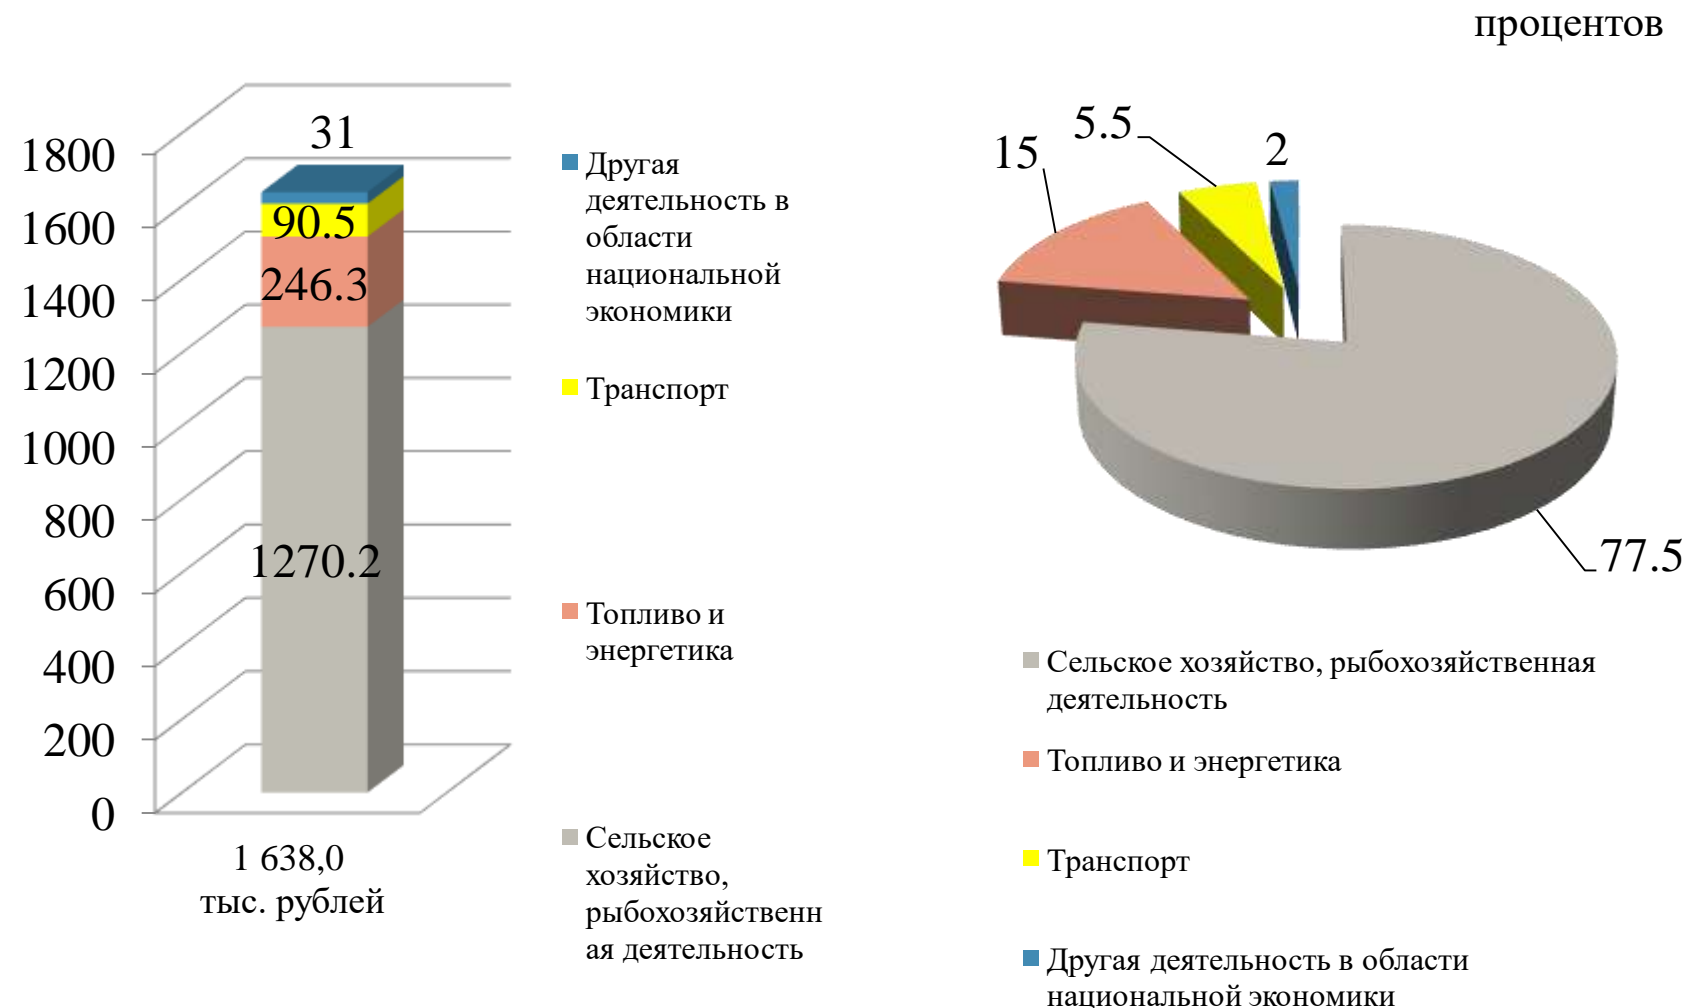 процентов
31
1800
1600
1400
1200
1000
800
600
400
200
0
90.5
246.3
1270.2
1 638,0
тыс. рублей
Другая
деятельность в
области
национальной
экономики
Транспорт
Топливо и
энергетика
Сельское
хозяйство,
рыбохозяйственн
ая деятельность
15
5.5
2
77.5
Сельское хозяйство, рыбохозяйственная
деятельность
Топливо и энергетика
Транспорт
Другая деятельность в области
национальной экономики